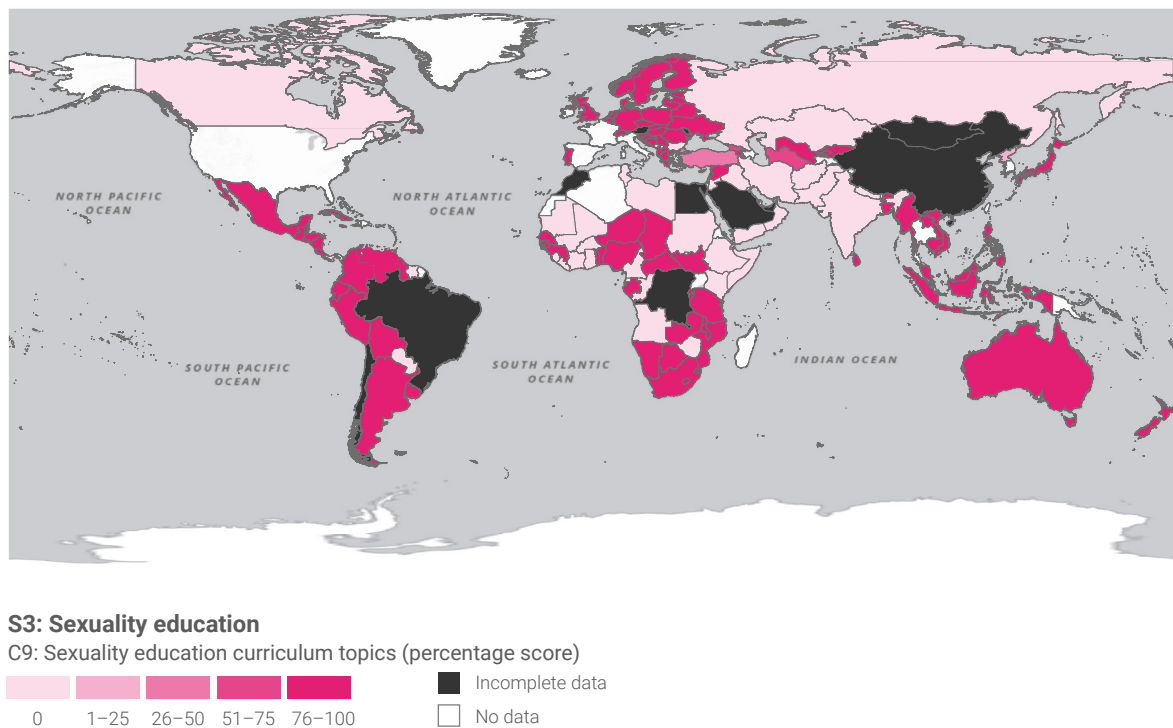 NORTH PACIFIC
OCEAN
NORTH ATLANTIC
OCEAN
SOUTH PACIFIC
OCEAN
SOUTH ATLANTIC
OCEAN
INDIAN OCEAN
S3: Sexuality education
C9: Sexuality education curriculum topics (percentage score)
0 1–25 26–50 51–75 76–100
Incomplete data
No data